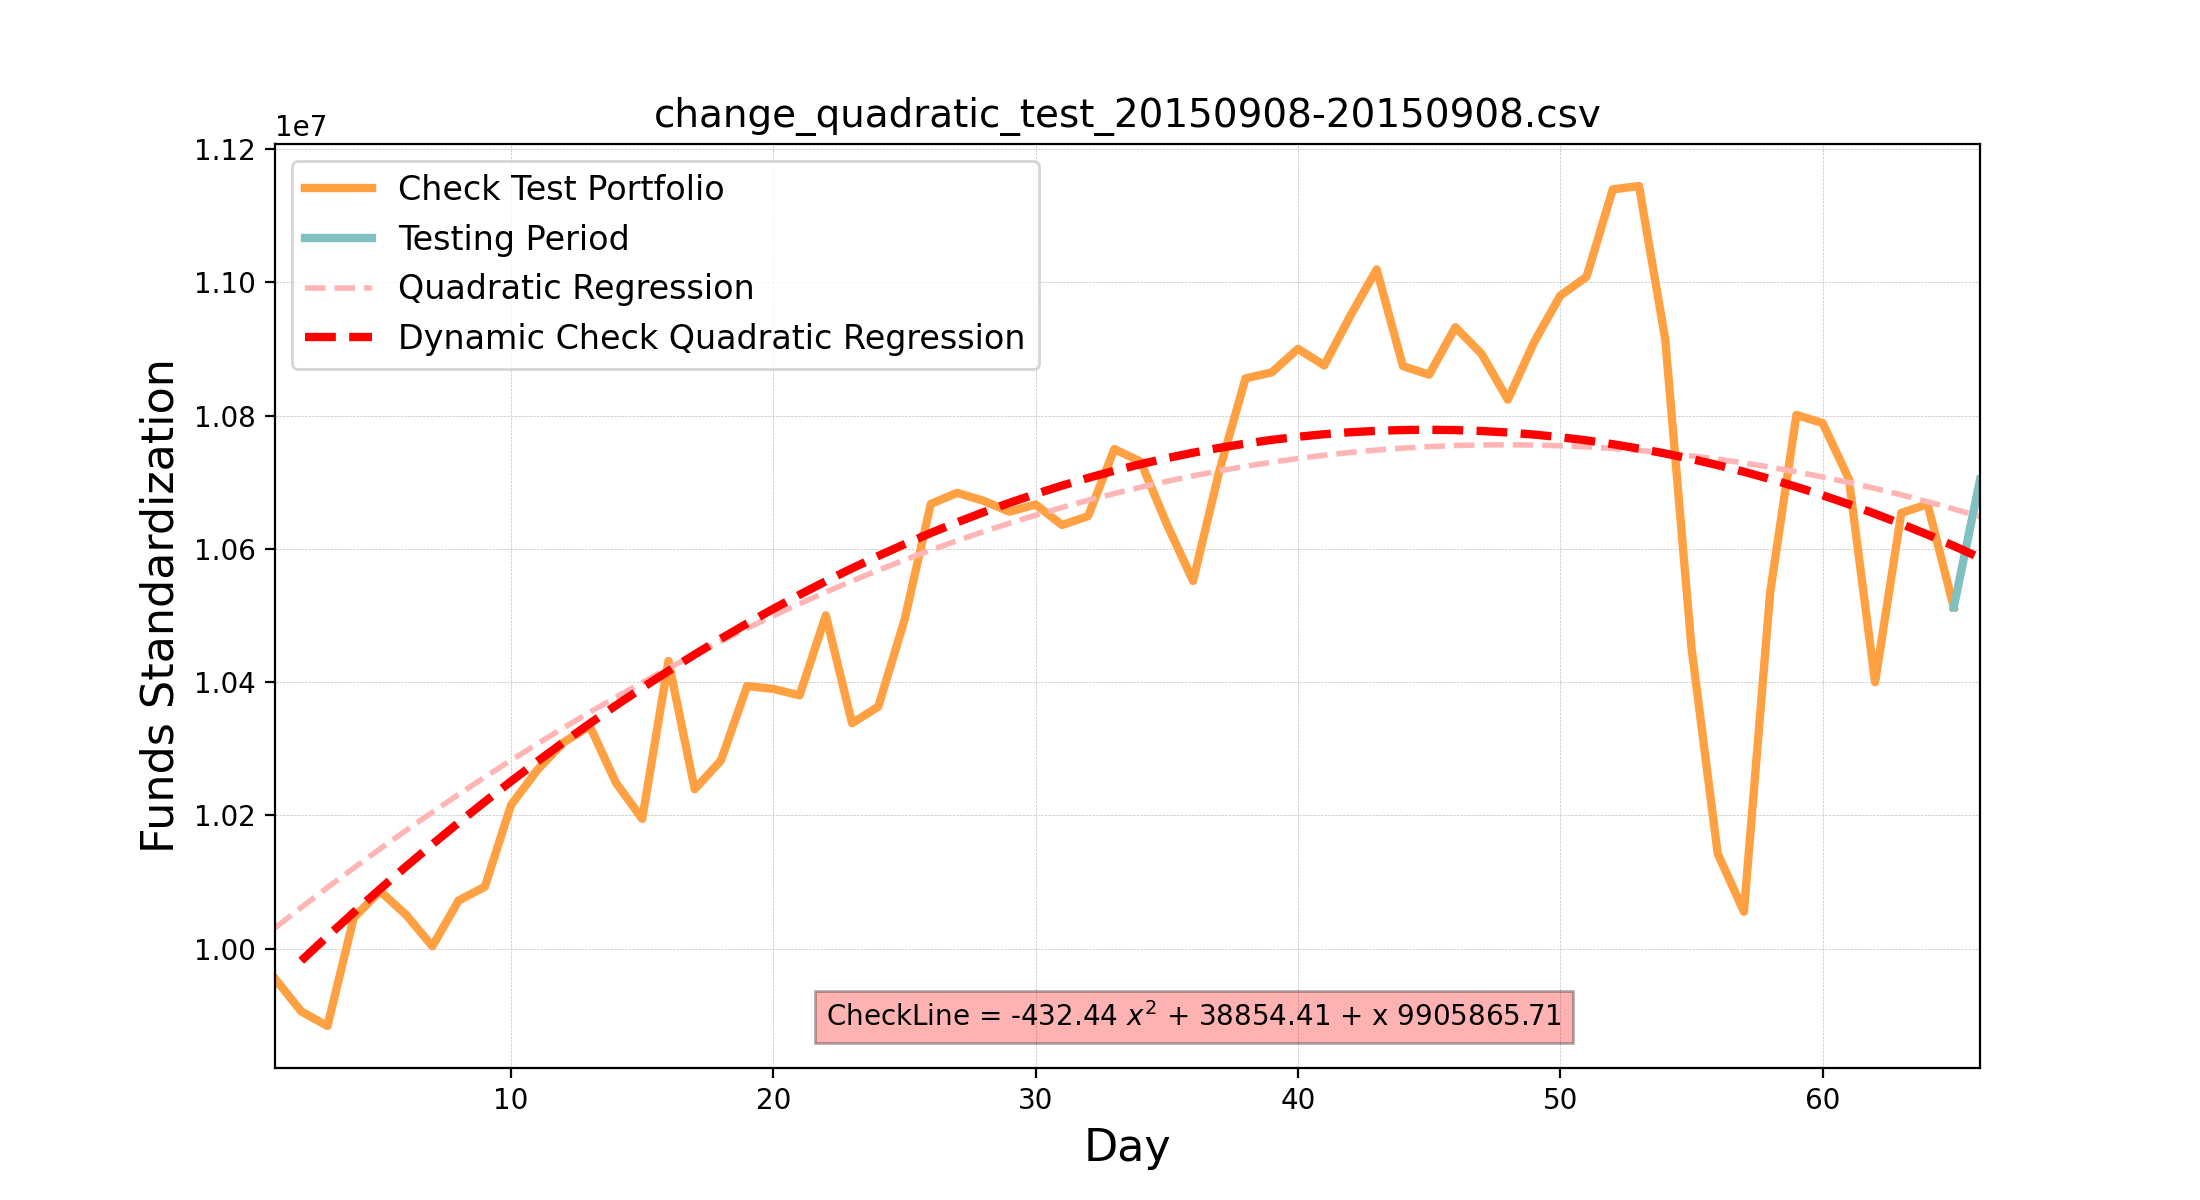 change_quadratic_test_20150908-20150908.csv
1e7
1.12
1.10
1.08
1.06
1.04
1.02
1.00
Funds Standardization
Check Test Portfolio
Testing Period
Quadratic Regression
Dynamic Check Quadratic Regression
CheckLine = -432.44 x² + 38854.41 + x 9905865.71
10 20 30 40 50 60
Day